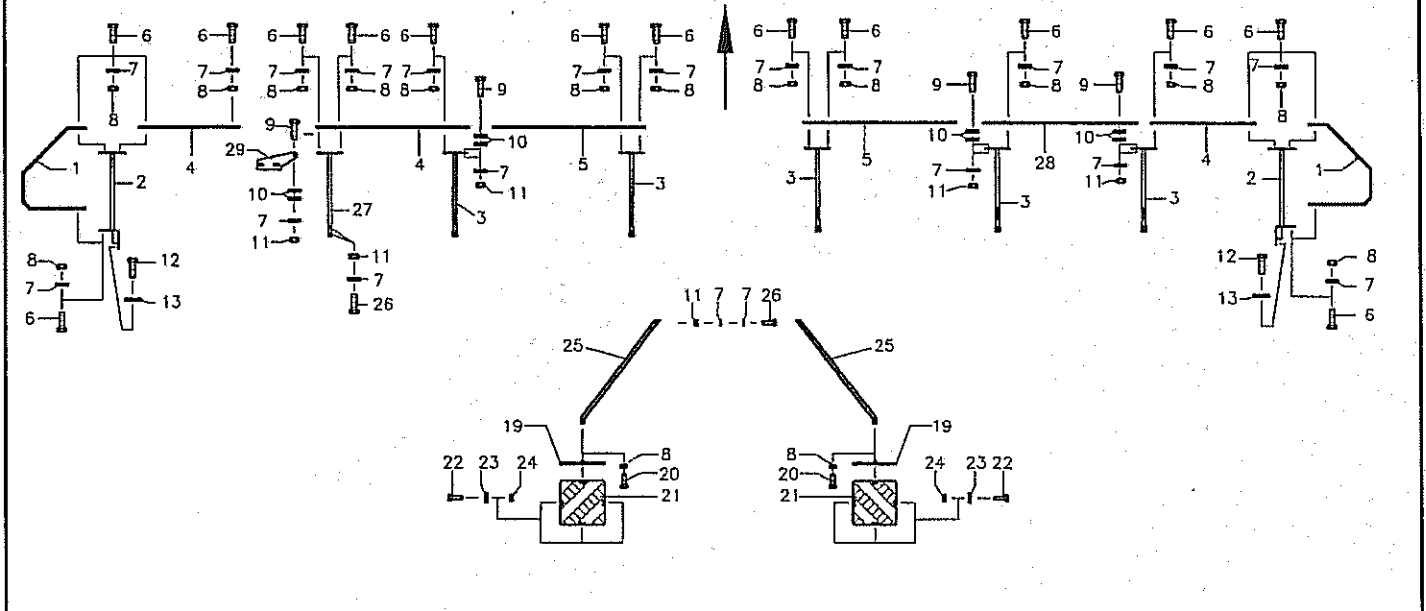 6 6 6 6 6 6 6 6 6 6 6 6
7 7 7 7 7 7 7 7 7 7 7 7
8 8 8 8 8 8 9 8 8 9 8 9 8 8
9 10 10 10
29 4 4 5 5 28 4
1 2 7 3 7 7 2 1
10 11 3 3 11 3 11 3
7 27 3
11 11
8 12 7 12 8
7 13 26 13 7
6 6
11 7 7 26
25 25
19 19
8 8
22 23 24 20 20 24 23 22
21 21